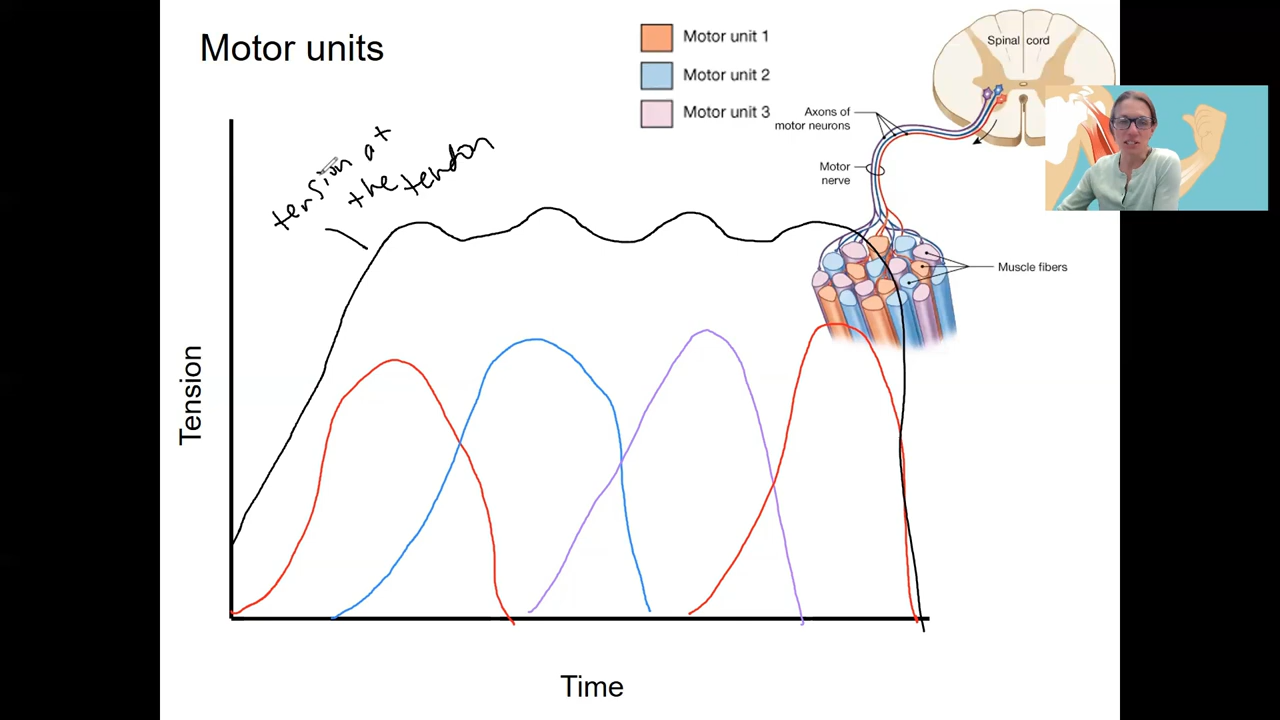 Motor units
Motor unit 1
Motor unit 2
Motor unit 3
Spinal cord
Axons of
motor neurons
Motor
nerve
Muscle fibers
tension at
the tendon
Tension
Time